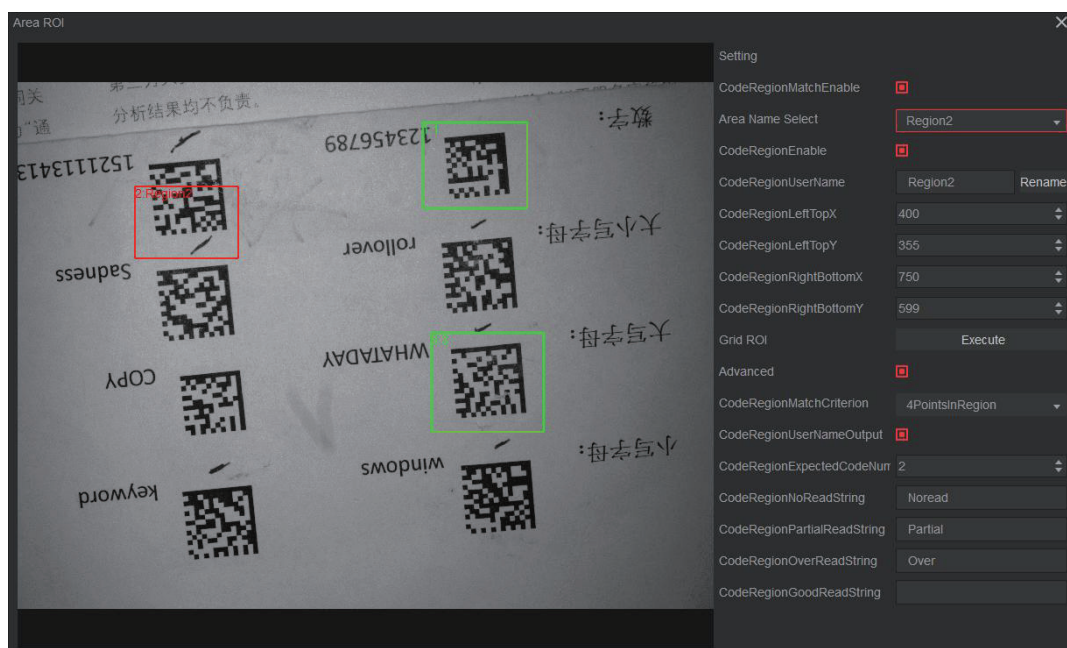 Area ROI
分析结果均不负责。
数字:
123456789
2:Region2
大小写字母:
rollover
Sadness
大写字母:
WHATADAY
COPY
小写字母:
windows
keyword
Setting
CodeRegionMatchEnable
Area Name Select Region2
CodeRegionEnable
CodeRegionUserName Region2 Rename
CodeRegionLeftTopX 400
CodeRegionLeftTopY 355
CodeRegionRightBottomX 750
CodeRegionRightBottomY 599
Grid ROI Execute
Advanced
CodeRegionMatchCriterion 4PointsInRegion
CodeRegionUserNameOutput
CodeRegionExpectedCodeNum 2
CodeRegionNoReadString Noread
CodeRegionPartialReadString Partial
CodeRegionOverReadString Over
CodeRegionGoodReadString